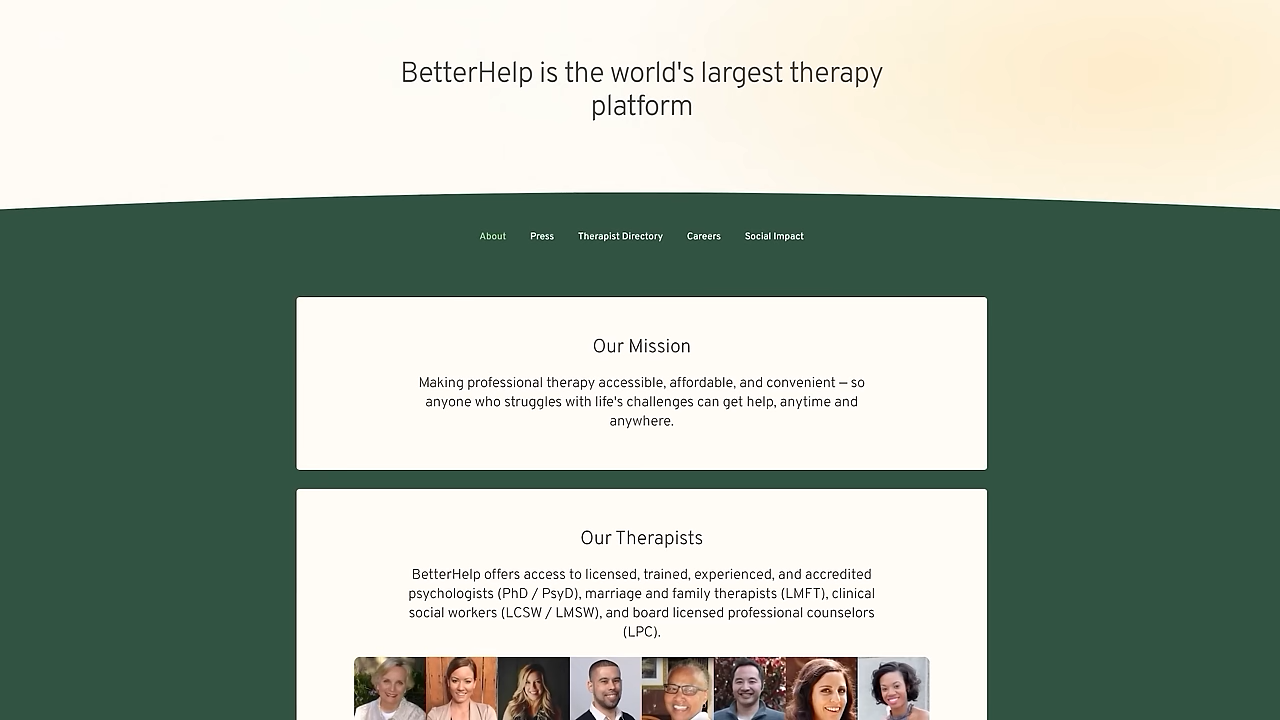 BetterHelp is the world's largest therapy
platform
About Press Therapist Directory Careers Social Impact
Our Mission
Making professional therapy accessible, affordable, and convenient — so
anyone who struggles with life's challenges can get help, anytime and
anywhere.
Our Therapists
BetterHelp offers access to licensed, trained, experienced, and accredited
psychologists (PhD / PsyD), marriage and family therapists (LMFT), clinical
social workers (LCSW / LMSW), and board licensed professional counselors
(LPC).